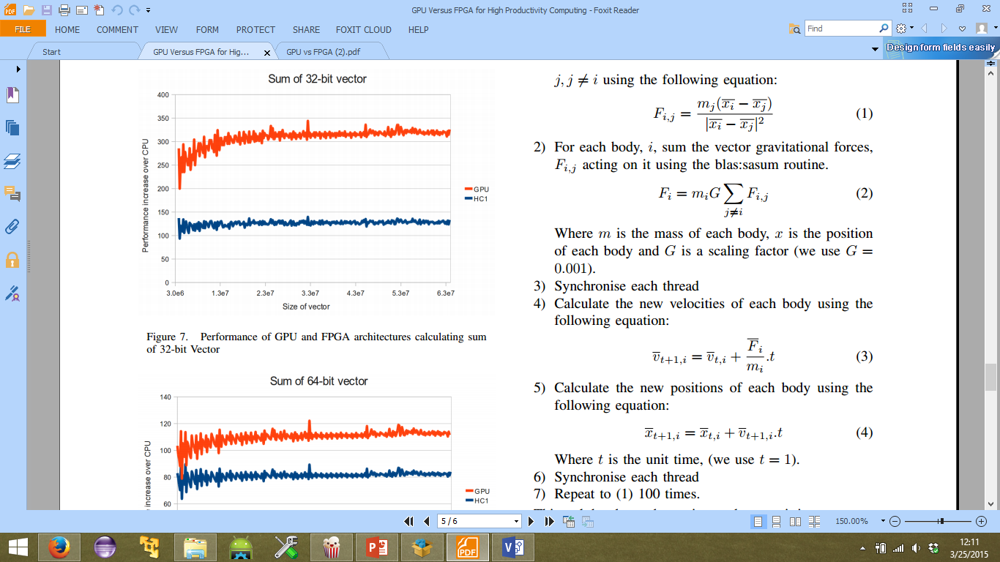 GPU Versus FPGA for High Productivity Computing - Foxit Reader
FILE HOME COMMENT VIEW FORM PROTECT SHARE FOXIT CLOUD HELP
Find
Start
GPU Versus FPGA for Hig...
GPU vs FPGA (2).pdf
Design form fields easily
Sum of 32-bit vector
400
350
300
250
200
150
100
50
0
Performance increase over CPU
3.0e6 1.3e7 2.3e7 3.3e7 4.3e7 5.3e7 6.3e7
Size of vector
GPU
HC1
Figure 7. Performance of GPU and FPGA architectures calculating sum
of 32-bit Vector
Sum of 64-bit vector
140
120
100
80
60
increase over CPU
GPU
HC1
j, j ≠ i using the following equation:
F_{i,j} = \frac{m_j(\overline{x_i} − \overline{x_j})}{|\overline{x_i} − \overline{x_j}|^2} (1)
2) For each body, i, sum the vector gravitational forces,
F_{i,j} acting on it using the blas:sasum routine.
F_i = m_i G \sum_{j≠i} F_{i,j} (2)
Where m is the mass of each body, x is the position
of each body and G is a scaling factor (we use G =
0.001).
3) Synchronise each thread
4) Calculate the new velocities of each body using the
following equation:
\overline{v}_{t+1,i} = \overline{v}_{t,i} + \frac{\overline{F}_i}{m_i}.t (3)
5) Calculate the new positions of each body using the
following equation:
\overline{x}_{t+1,i} = \overline{x}_{t,i} + \overline{v}_{t+1,i}.t (4)
Where t is the unit time, (we use t = 1).
6) Synchronise each thread
7) Repeat to (1) 100 times.
5 / 6
150.00%
12:11
3/25/2015